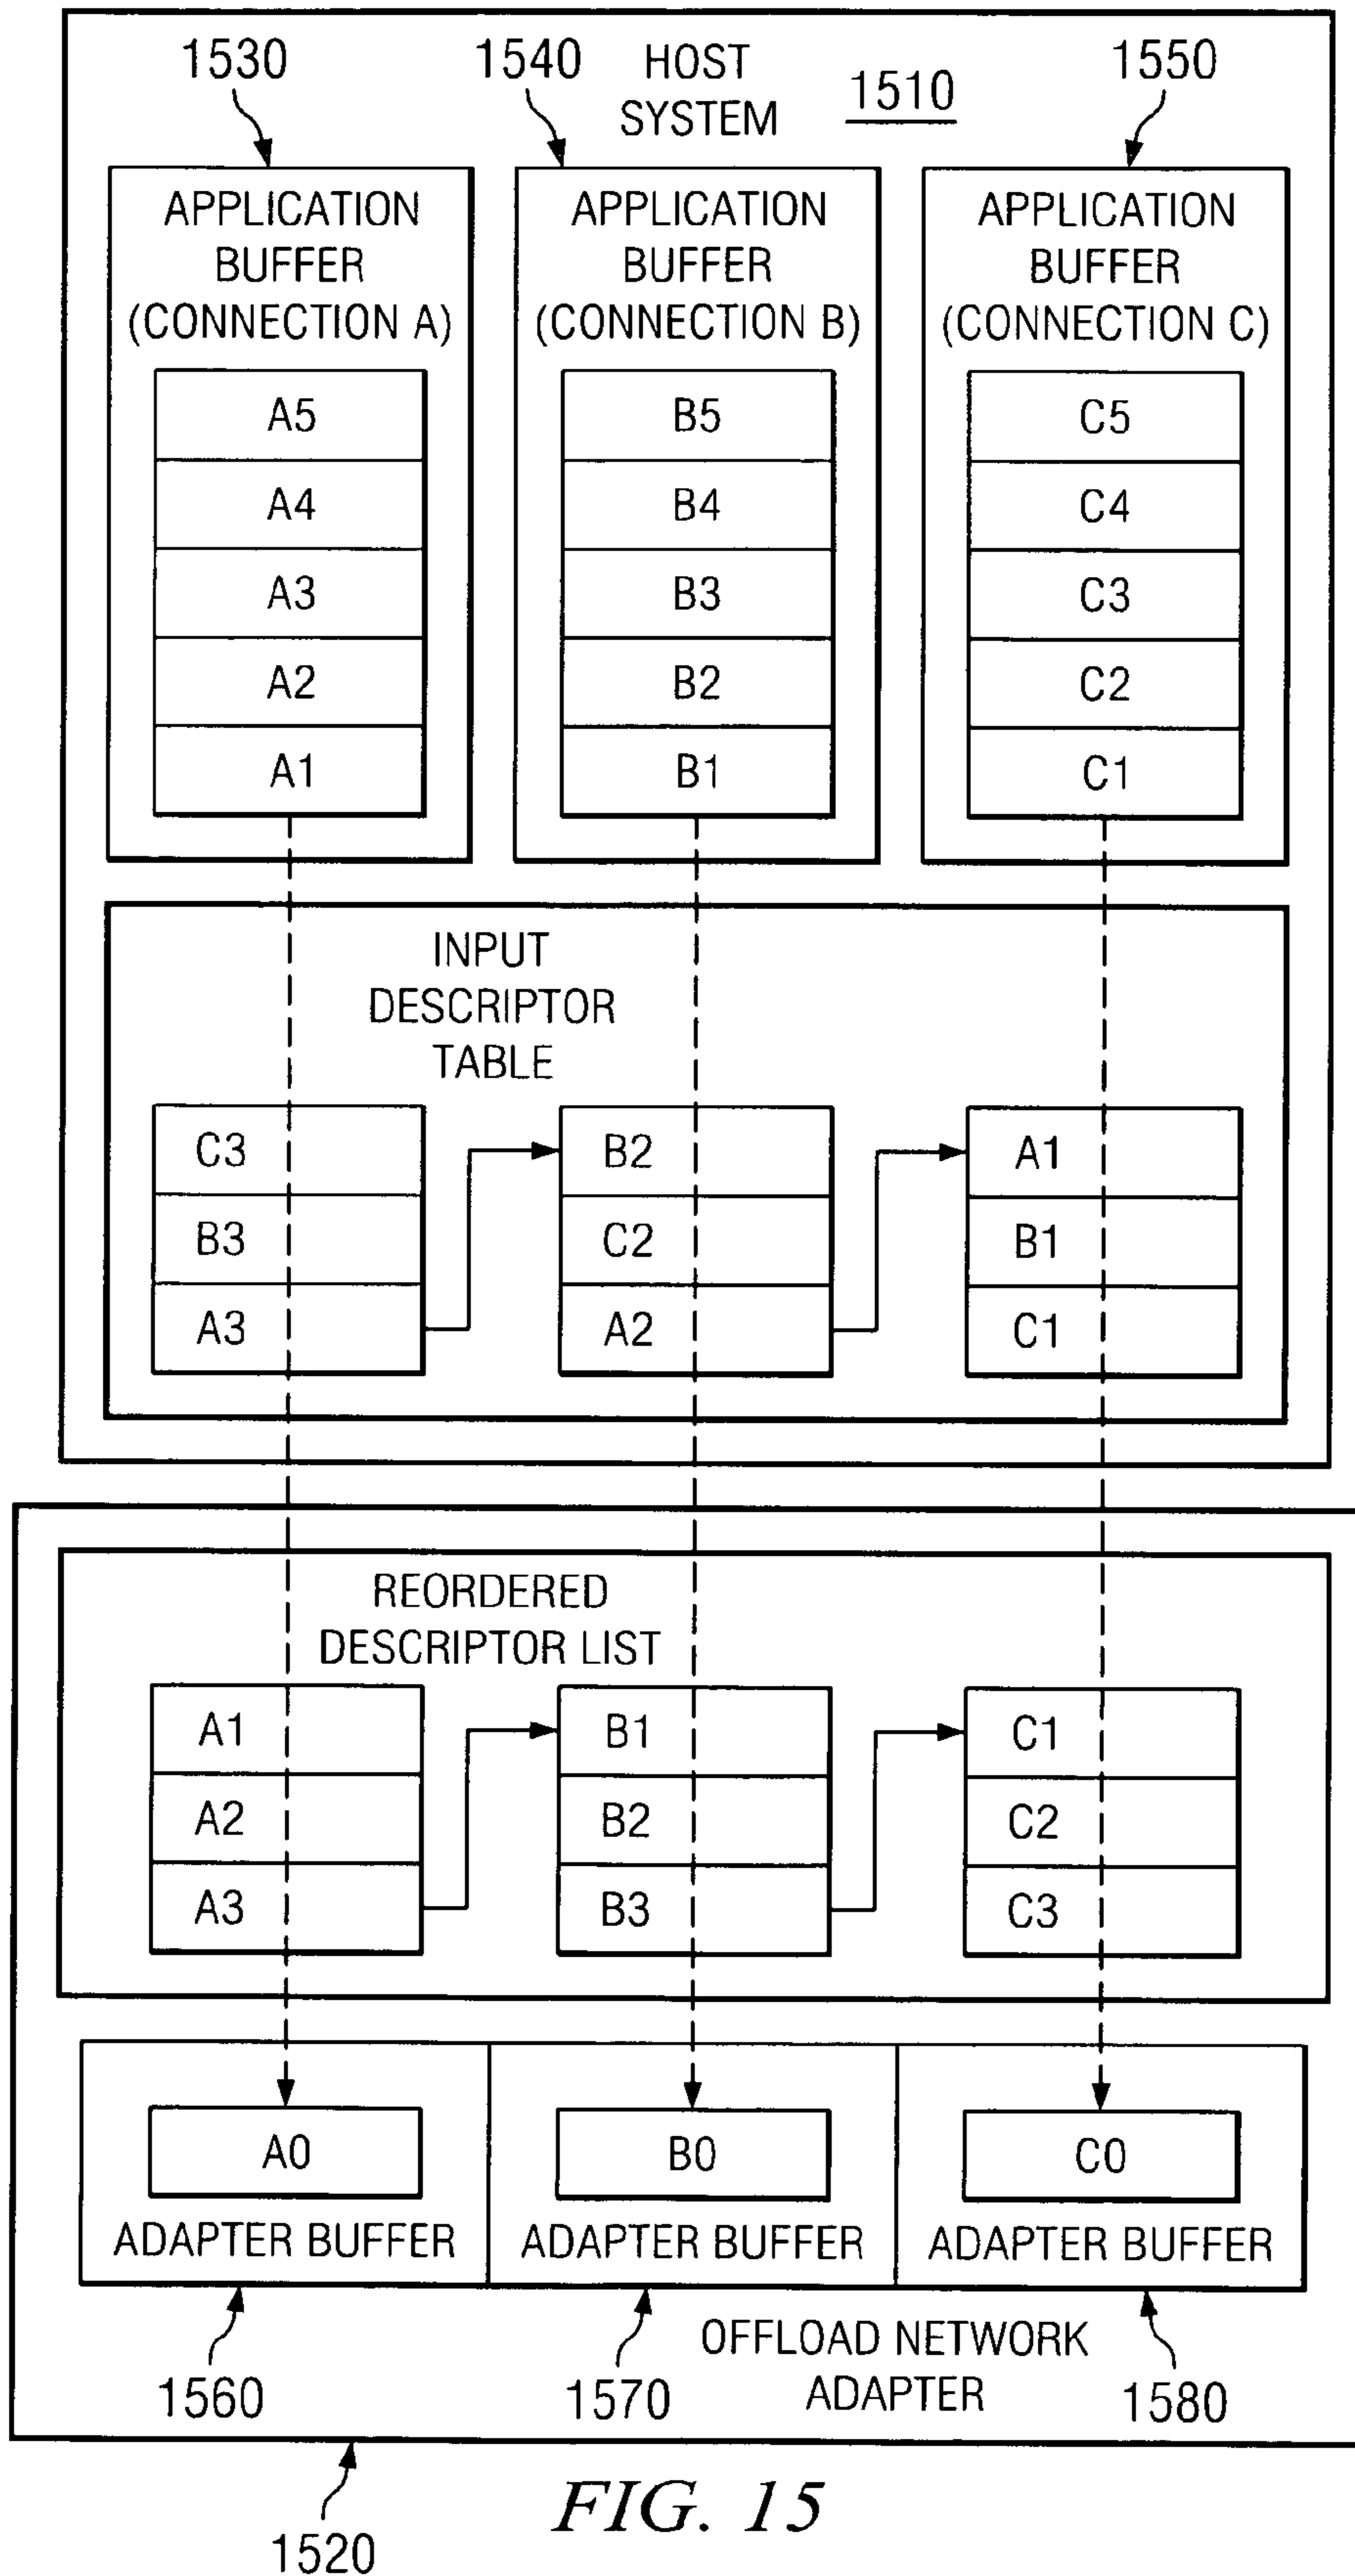 1530
1540
HOST
SYSTEM
1510
1550
APPLICATION
BUFFER
(CONNECTION A)
A5
A4
A3
A2
A1
APPLICATION
BUFFER
(CONNECTION B)
B5
B4
B3
B2
B1
APPLICATION
BUFFER
(CONNECTION C)
C5
C4
C3
C2
C1
INPUT
DESCRIPTOR
TABLE
C3
B3
A3
B2
C2
A2
A1
B1
C1
REORDERED
DESCRIPTOR LIST
A1
A2
A3
B1
B2
B3
C1
C2
C3
A0
ADAPTER BUFFER
B0
ADAPTER BUFFER
C0
ADAPTER BUFFER
1560
1570
OFFLOAD NETWORK
ADAPTER
1580
1520
FIG. 15